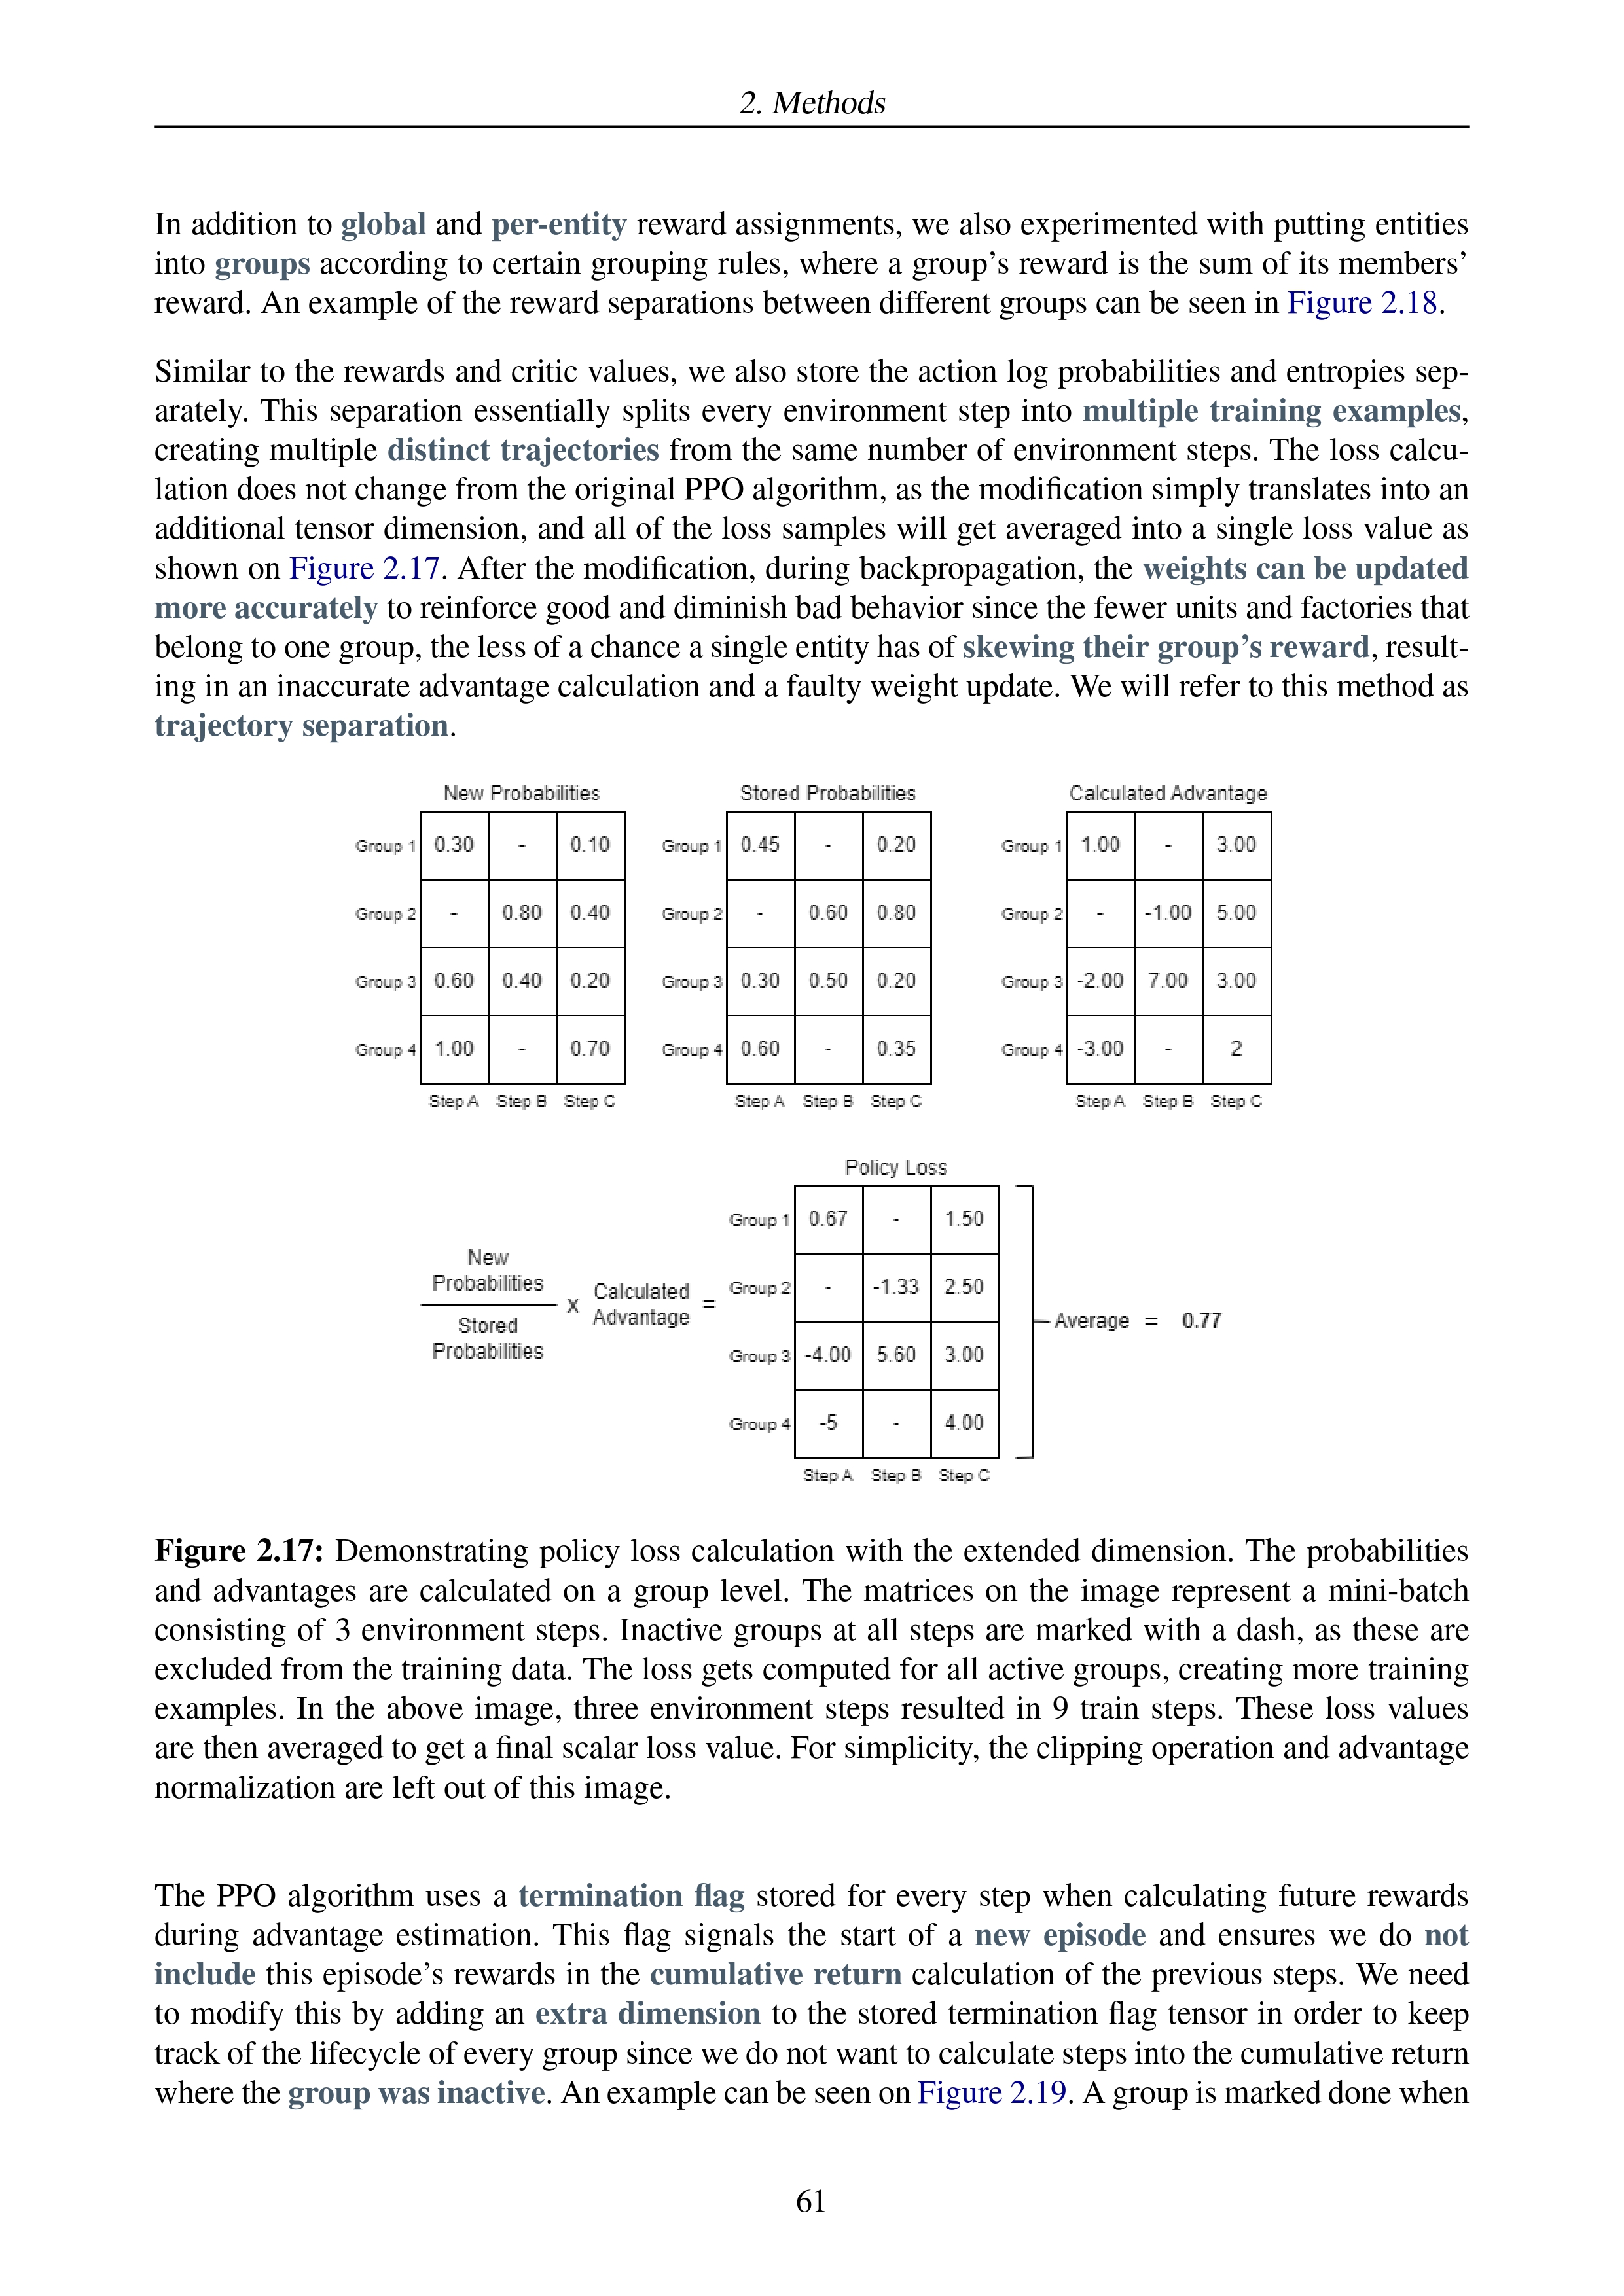 2. Methods
In addition to global and per-entity reward assignments, we also experimented with putting entities
into groups according to certain grouping rules, where a group's reward is the sum of its members'
reward. An example of the reward separations between different groups can be seen in Figure 2.18.
Similar to the rewards and critic values, we also store the action log probabilities and entropies sep-
arately. This separation essentially splits every environment step into multiple training examples,
creating multiple distinct trajectories from the same number of environment steps. The loss calcu-
lation does not change from the original PPO algorithm, as the modification simply translates into an
additional tensor dimension, and all of the loss samples will get averaged into a single loss value as
shown on Figure 2.17. After the modification, during backpropagation, the weights can be updated
more accurately to reinforce good and diminish bad behavior since the fewer units and factories that
belong to one group, the less of a chance a single entity has of skewing their group's reward, result-
ing in an inaccurate advantage calculation and a faulty weight update. We will refer to this method as
trajectory separation.
New Probabilities
Group 1 0.30 - 0.10
Group 2 - 0.80 0.40
Group 3 0.60 0.40 0.20
Group 4 1.00 - 0.70
Step A Step B Step C
Stored Probabilities
Group 1 0.45 - 0.20
Group 2 - 0.60 0.80
Group 3 0.30 0.50 0.20
Group 4 0.60 - 0.35
Step A Step B Step C
Calculated Advantage
Group 1 1.00 - 3.00
Group 2 - -1.00 5.00
Group 3 -2.00 7.00 3.00
Group 4 -3.00 - 2
Step A Step B Step C
New
Probabilities
Stored
Probabilities
x
Calculated
Advantage
=
Policy Loss
Group 1 0.67 - 1.50
Group 2 - -1.33 2.50
Group 3 -4.00 5.60 3.00
Group 4 -5 - 4.00
Step A Step B Step C
Average = 0.77
Figure 2.17: Demonstrating policy loss calculation with the extended dimension. The probabilities
and advantages are calculated on a group level. The matrices on the image represent a mini-batch
consisting of 3 environment steps. Inactive groups at all steps are marked with a dash, as these are
excluded from the training data. The loss gets computed for all active groups, creating more training
examples. In the above image, three environment steps resulted in 9 train steps. These loss values
are then averaged to get a final scalar loss value. For simplicity, the clipping operation and advantage
normalization are left out of this image.
The PPO algorithm uses a termination flag stored for every step when calculating future rewards
during advantage estimation. This flag signals the start of a new episode and ensures we do not
include this episode's rewards in the cumulative return calculation of the previous steps. We need
to modify this by adding an extra dimension to the stored termination flag tensor in order to keep
track of the lifecycle of every group since we do not want to calculate steps into the cumulative return
where the group was inactive. An example can be seen on Figure 2.19. A group is marked done when
61